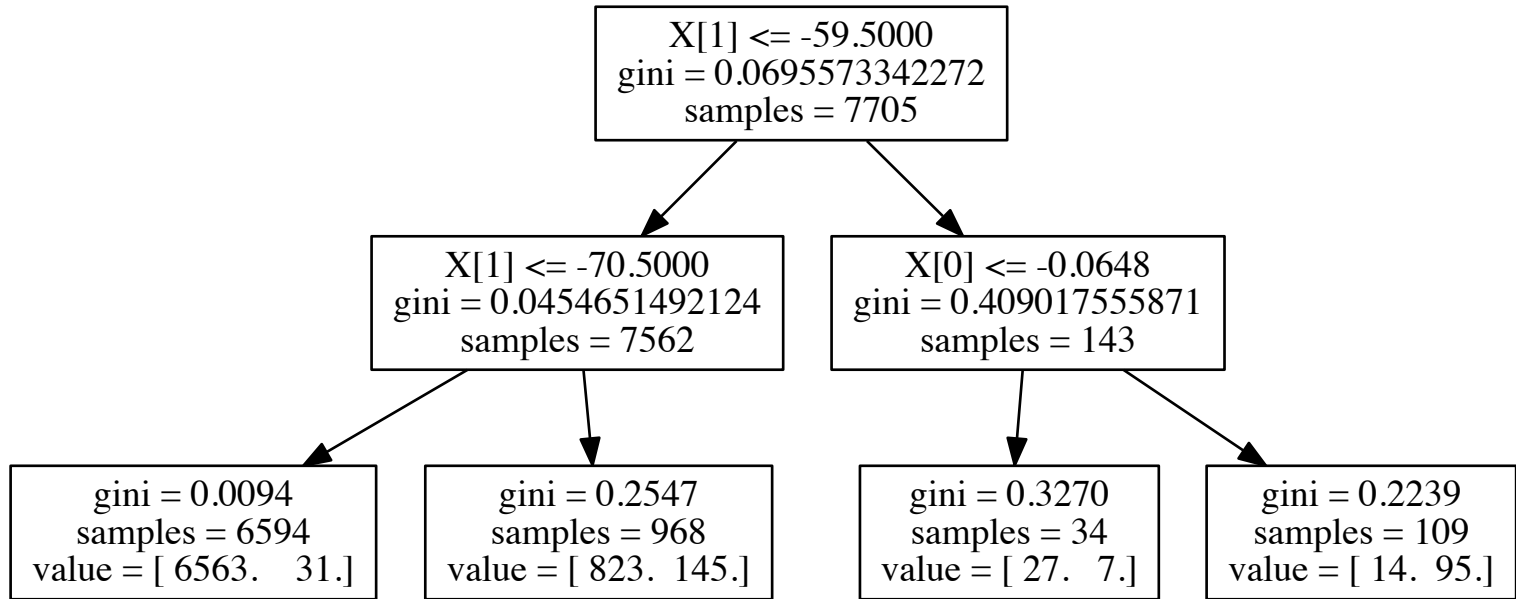 X[1] <= -59.5000
gini = 0.0695573342272
samples = 7705
X[1] <= -70.5000
gini = 0.0454651492124
samples = 7562
X[0] <= -0.0648
gini = 0.409017555871
samples = 143
gini = 0.0094
samples = 6594
value = [ 6563.    31.]
gini = 0.2547
samples = 968
value = [ 823.  145.]
gini = 0.3270
samples = 34
value = [ 27.   7.]
gini = 0.2239
samples = 109
value = [ 14.  95.]